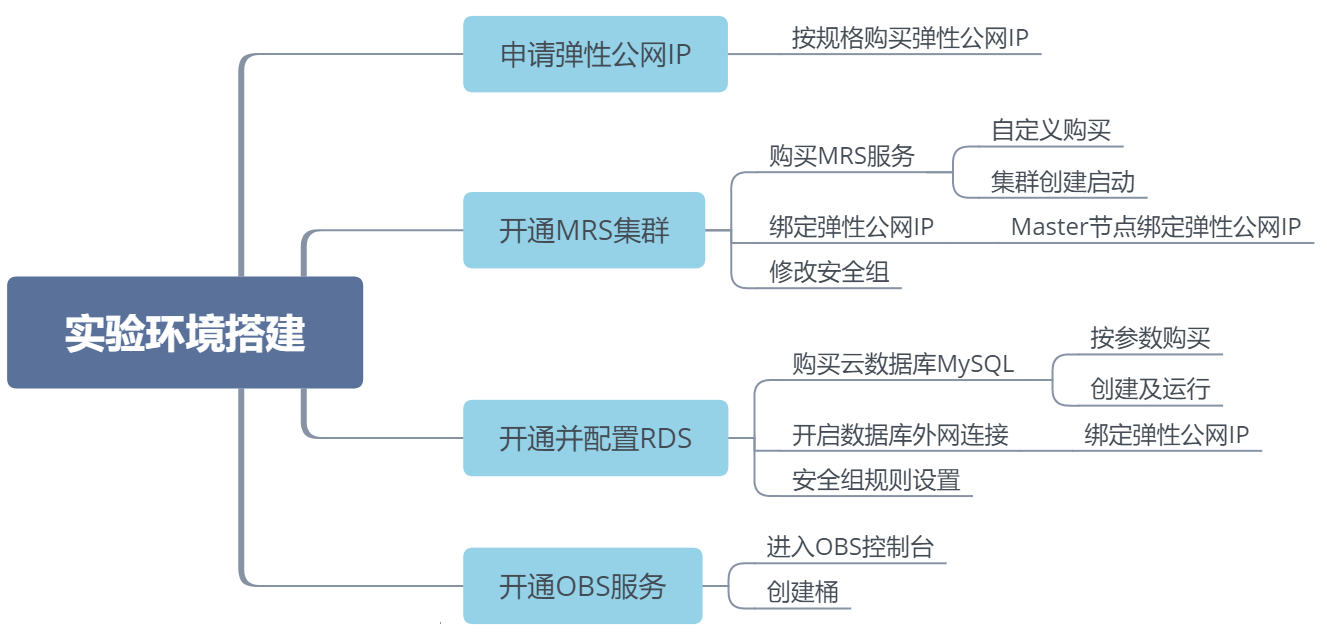 实验环境搭建
申请弹性公网IP
按规格购买弹性公网IP
开通MRS集群
购买MRS服务
自定义购买
集群创建启动
绑定弹性公网IP
Master节点绑定弹性公网IP
修改安全组
开通并配置RDS
购买云数据库MySQL
按参数购买
创建及运行
开启数据库外网连接
绑定弹性公网IP
安全组规则设置
开通OBS服务
进入OBS控制台
创建桶